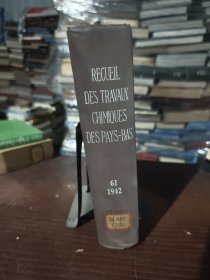 RECUEIL
DES TRAVAUX
CHIMIQUES
DES PAYS-BAS
61
1942